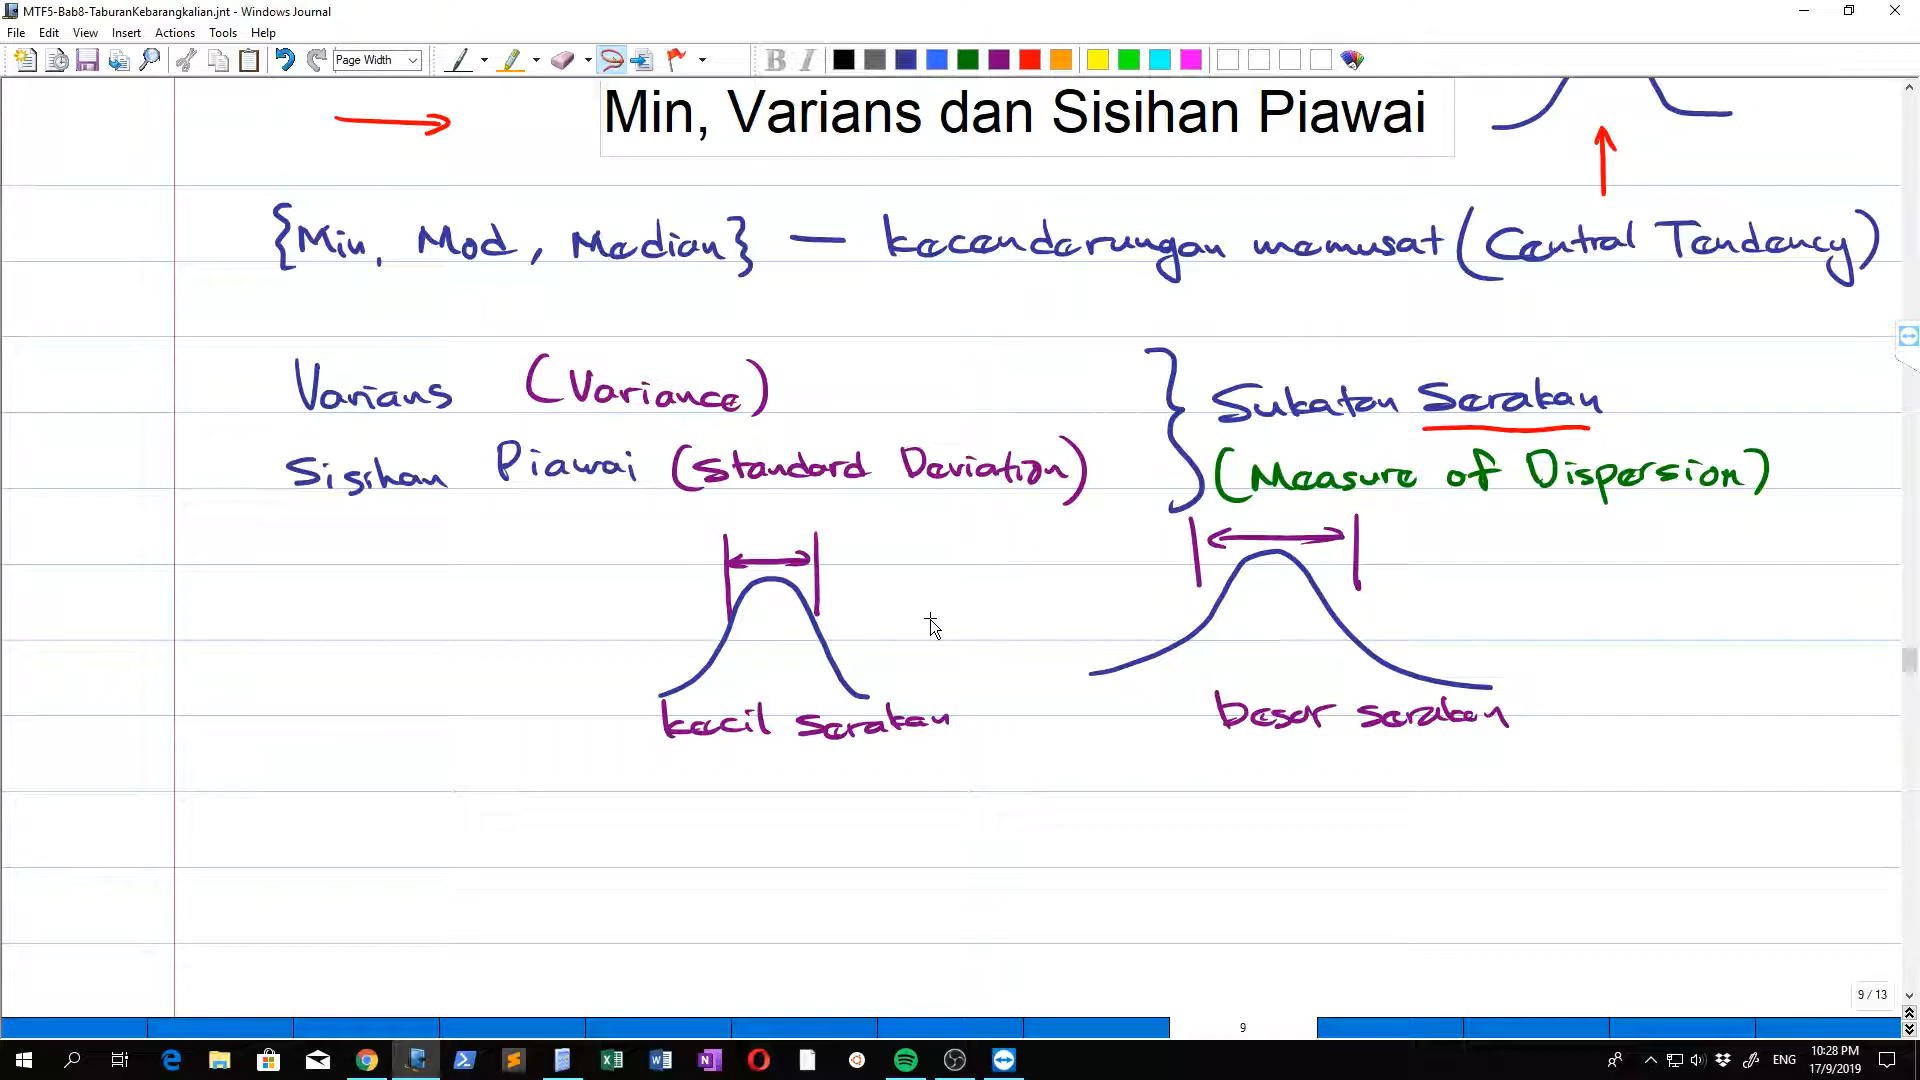 MTF5-Bab8-TaburanKebarangkalian.jnt - Windows Journal
File Edit View Insert Actions Tools Help
Page Width
B I
Min, Varians dan Sisihan Piawai
{Min, Mod, Median} — kecenderungan memusat (Central Tendency)
Varians (Variance)
Sisihan Piawai (Standard Deviation)
Sukatan Serakan
(Measure of Dispersion)
kecil serakan
besar serakan
9 / 13
9
ENG
10:28 PM
17/9/2019